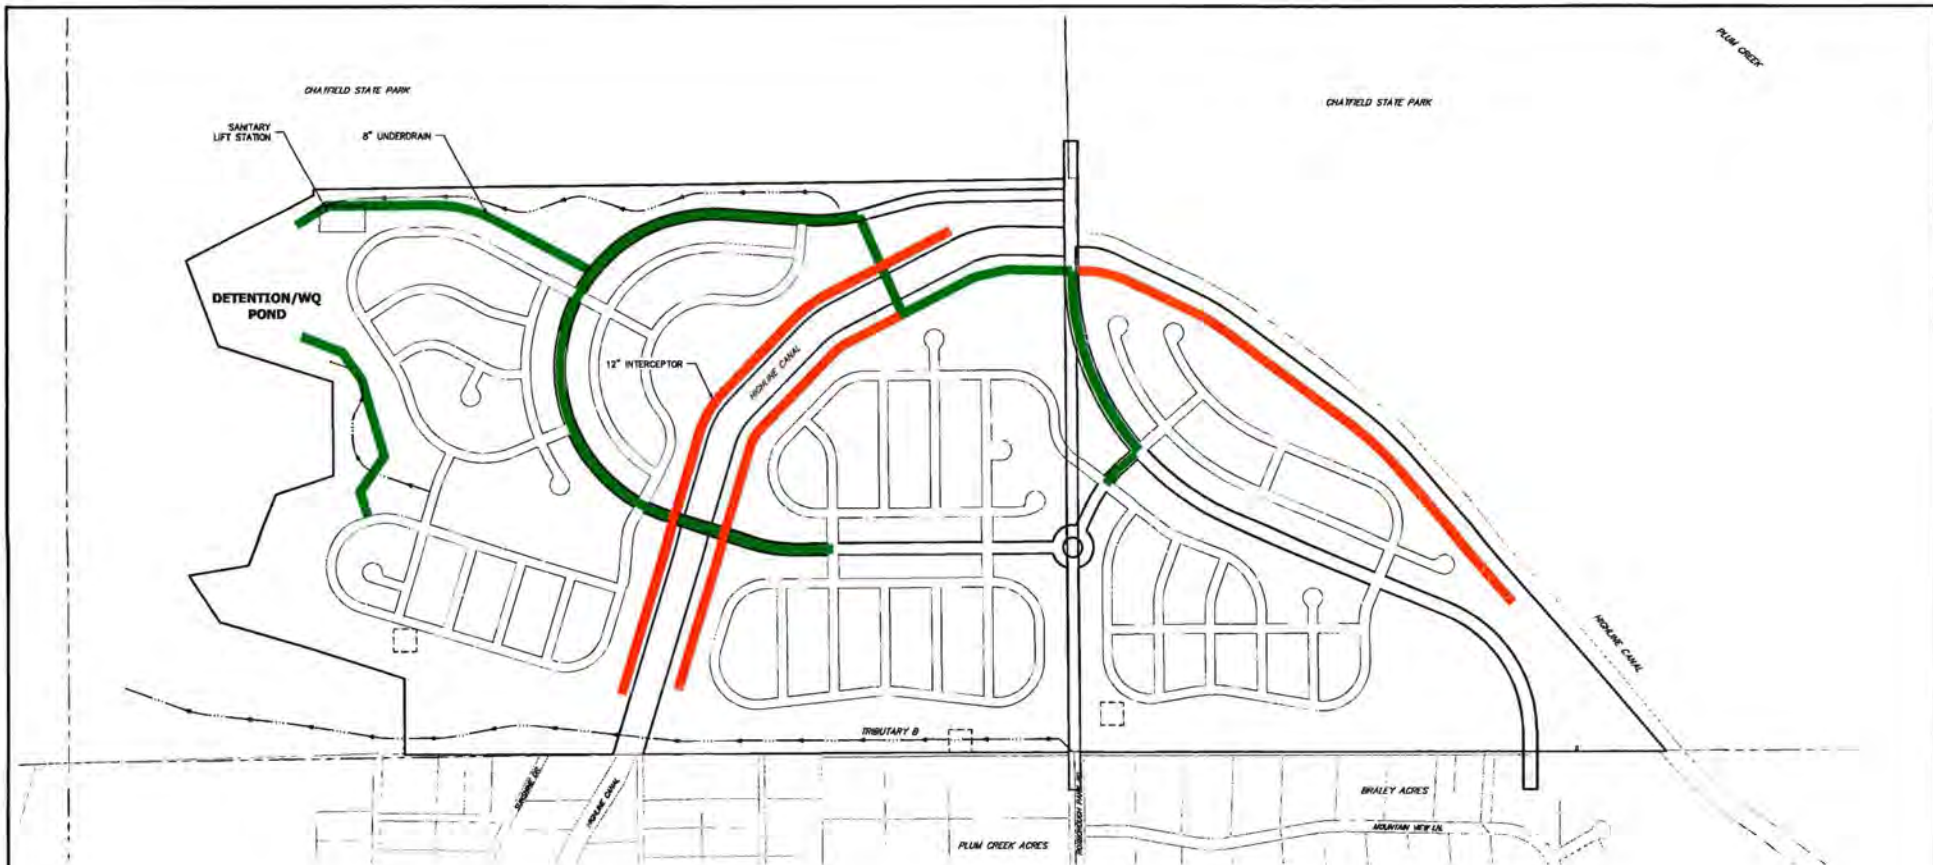 PLUM CREEK
CHATFIELD STATE PARK
CHATFIELD STATE PARK
SANITARY
LIFT STATION
8" UNDERDRAIN
DETENTION/WQ
POND
12" INTERCEPTOR
HIGHLINE CANAL
HIGHLINE CANAL
TRIBUTARY B
HIGHLINE CANAL
BRALEY ACRES
MOUNTAIN VIEW LN.
PLUM CREEK ACRES